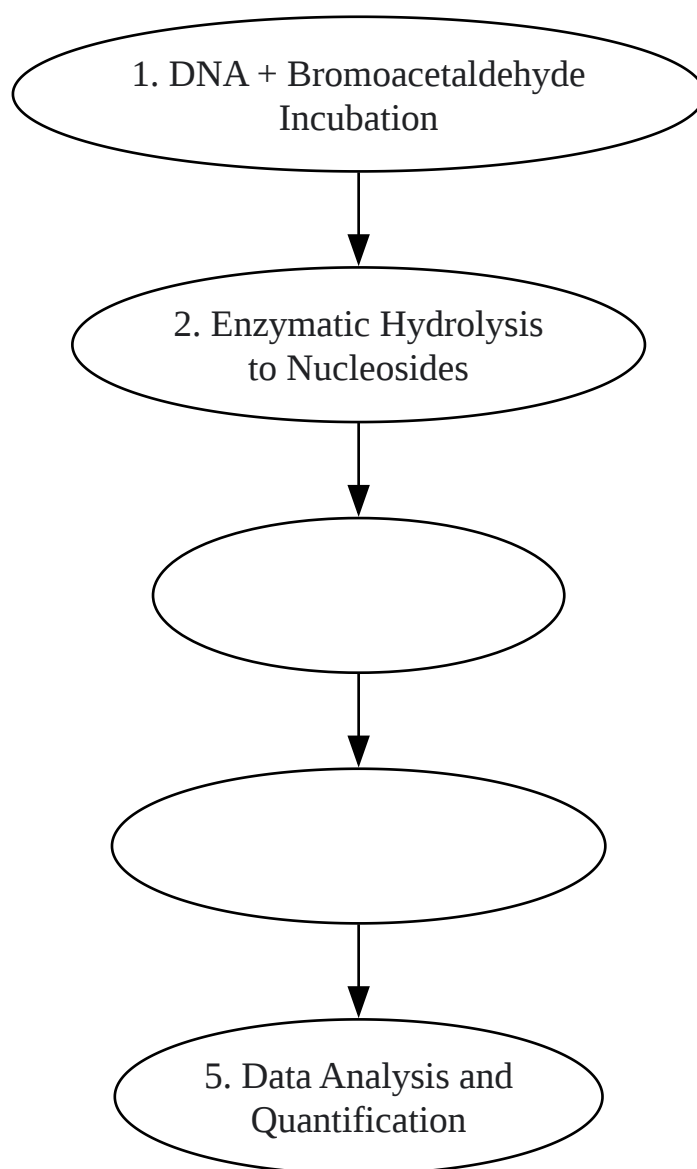 1. DNA + Bromoacetaldehyde
Incubation
2. Enzymatic Hydrolysis
to Nucleosides
5. Data Analysis and
Quantification